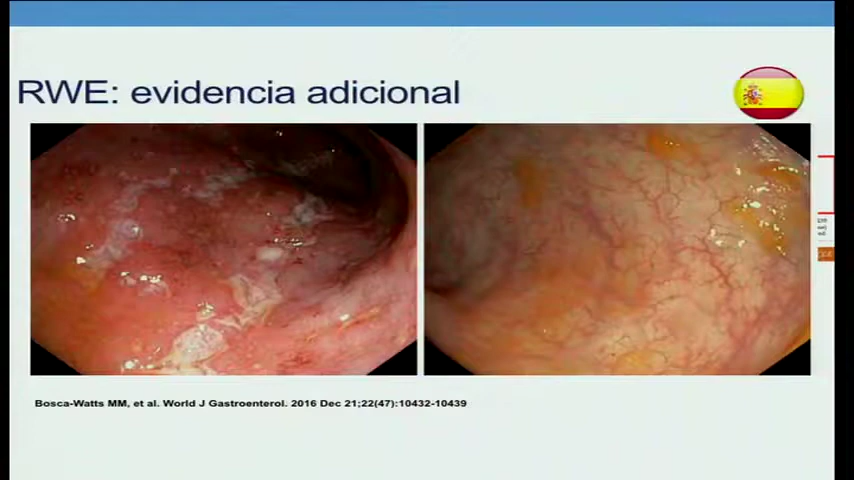 RWE: evidencia adicional
Bosca-Watts MM, et al. World J Gastroenterol. 2016 Dec 21;22(47):10432-10439